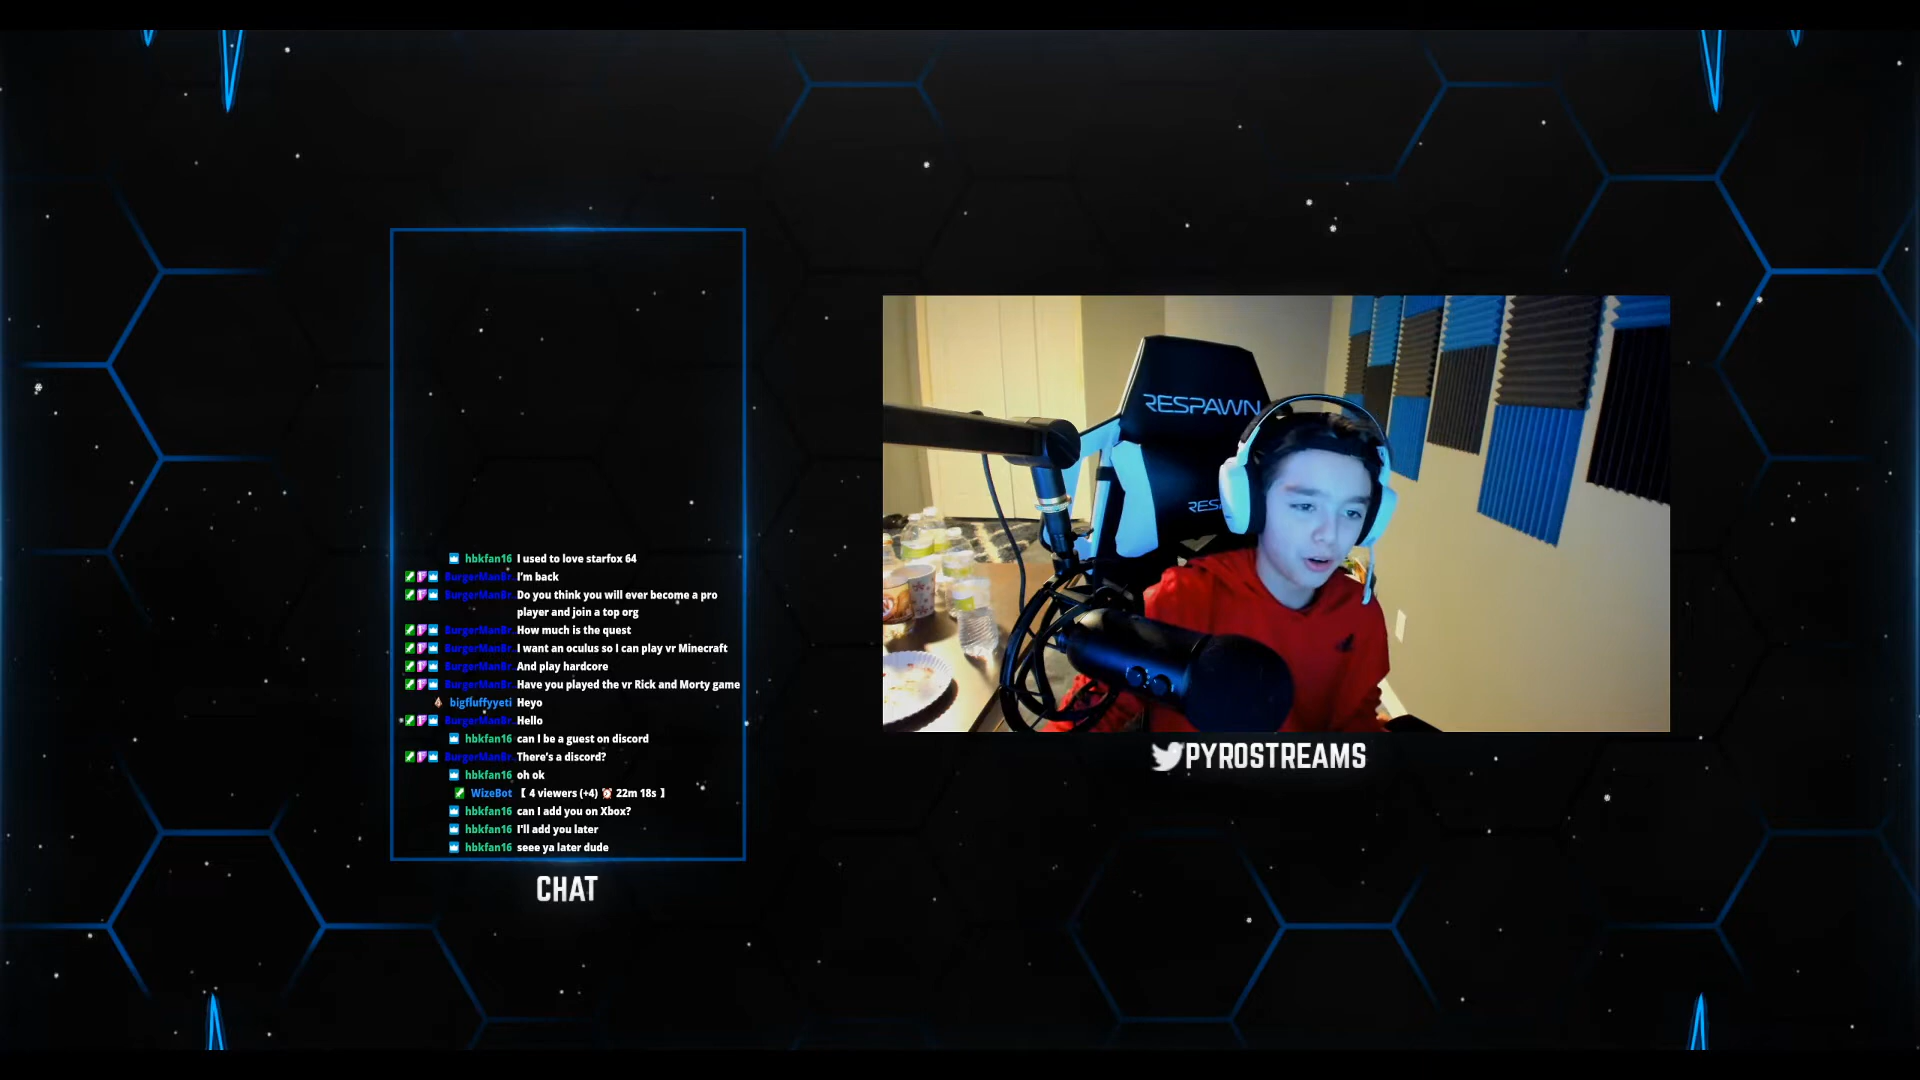 hbkfan16 I used to love starfox 64
BurgerManBr.. I'm back
BurgerManBr.. Do you think you will ever become a pro
player and join a top org
BurgerManBr.. How much is the quest
BurgerManBr.. I want an oculus so I can play vr Minecraft
BurgerManBr.. And play hardcore
BurgerManBr.. Have you played the vr Rick and Morty game
bigfluffyyeti Heyo
BurgerManBr.. Hello
hbkfan16 can I be a guest on discord
BurgerManBr.. There's a discord?
hbkfan16 oh ok
WizeBot 【 4 viewers (+4) ⏰ 22m 18s 】
hbkfan16 can I add you on Xbox?
hbkfan16 I'll add you later
hbkfan16 seee ya later dude
CHAT
RESPAWN
RES
PYROSTREAMS